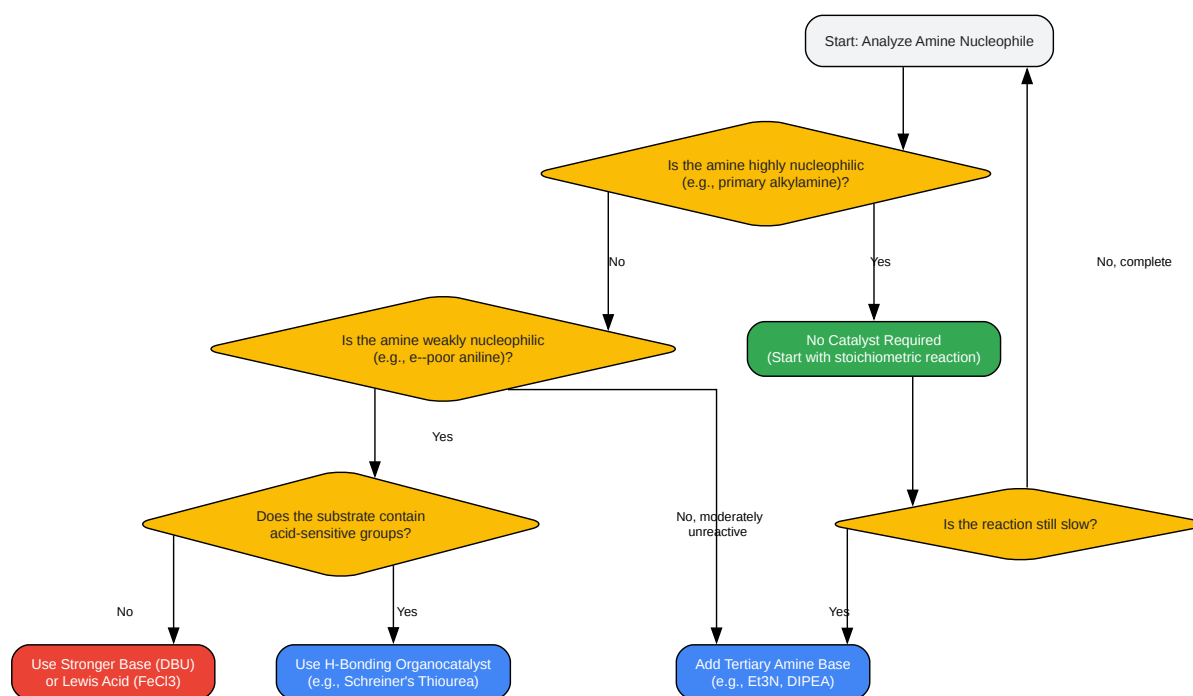 Start: Analyze Amine Nucleophile
Is the amine highly nucleophilic
(e.g., primary alkylamine)?
No
Yes
No, complete
Is the amine weakly nucleophilic
(e.g., e--poor aniline)?
No Catalyst Required
(Start with stoichiometric reaction)
Yes
No, moderately
unreactive
Does the substrate contain
acid-sensitive groups?
Is the reaction still slow?
No
Yes
Yes
Use Stronger Base (DBU)
or Lewis Acid (FeCl3)
Use H-Bonding Organocatalyst
(e.g., Schreiner's Thiourea)
Add Tertiary Amine Base
(e.g., Et3N, DIPEA)